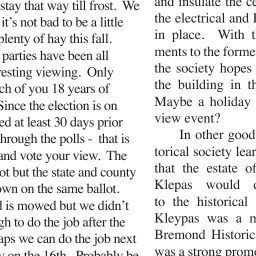 stay that way till frost. We
it's not bad to be a little
plenty of hay this fall.
parties have been all
resting viewing. Only
ch of you 18 years of
Since the election is on
ed at least 30 days prior
hrough the polls - that is
and vote your view. The
ot but the state and county
own on the same ballot.
d is mowed but we didn't
gh to do the job after the
aps we can do the job next
on the 16th. Probably be
and insulate the ce
the electrical and
in place. With t
ments to the forme
the society hopes
the building in th
Maybe a holiday
view event?
In other good
torical society lear
that the estate of
Klepas would
to the historical
Kleypas was a m
Bremond Historic
was a strong promo